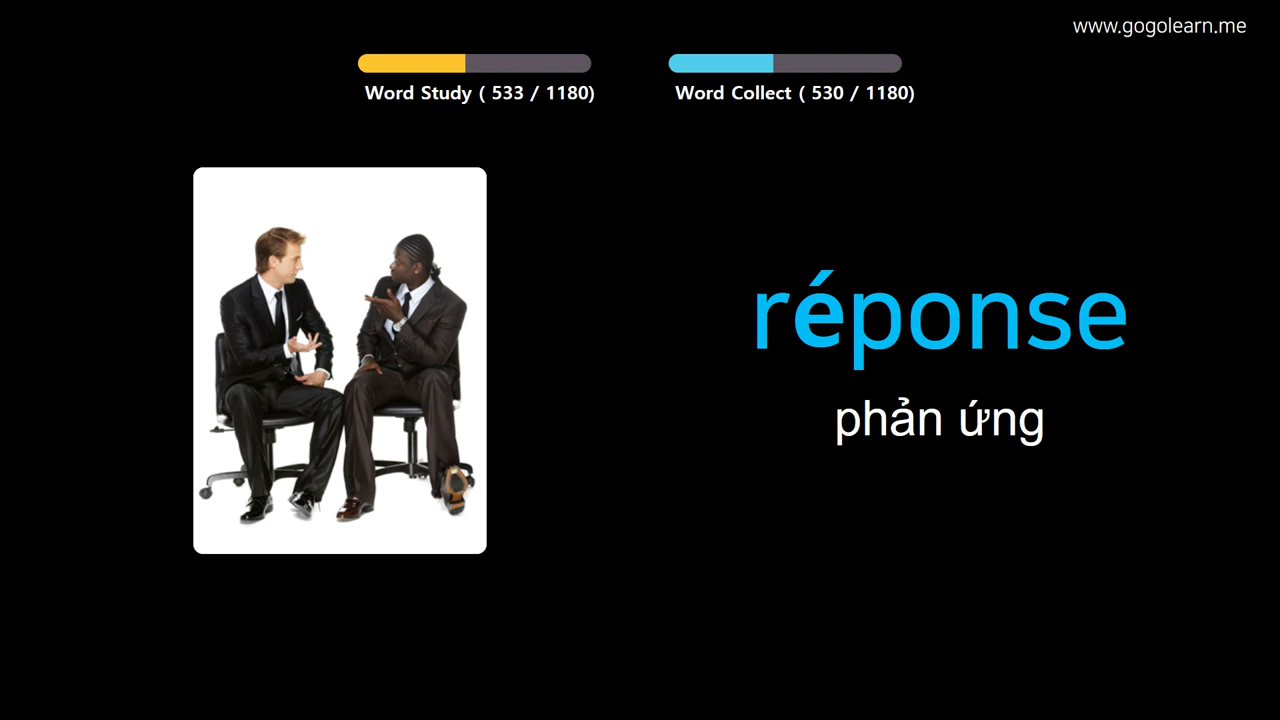 www.gogolearn.me
Word Study ( 533 / 1180)
Word Collect ( 530 / 1180)
réponse
phản ứng